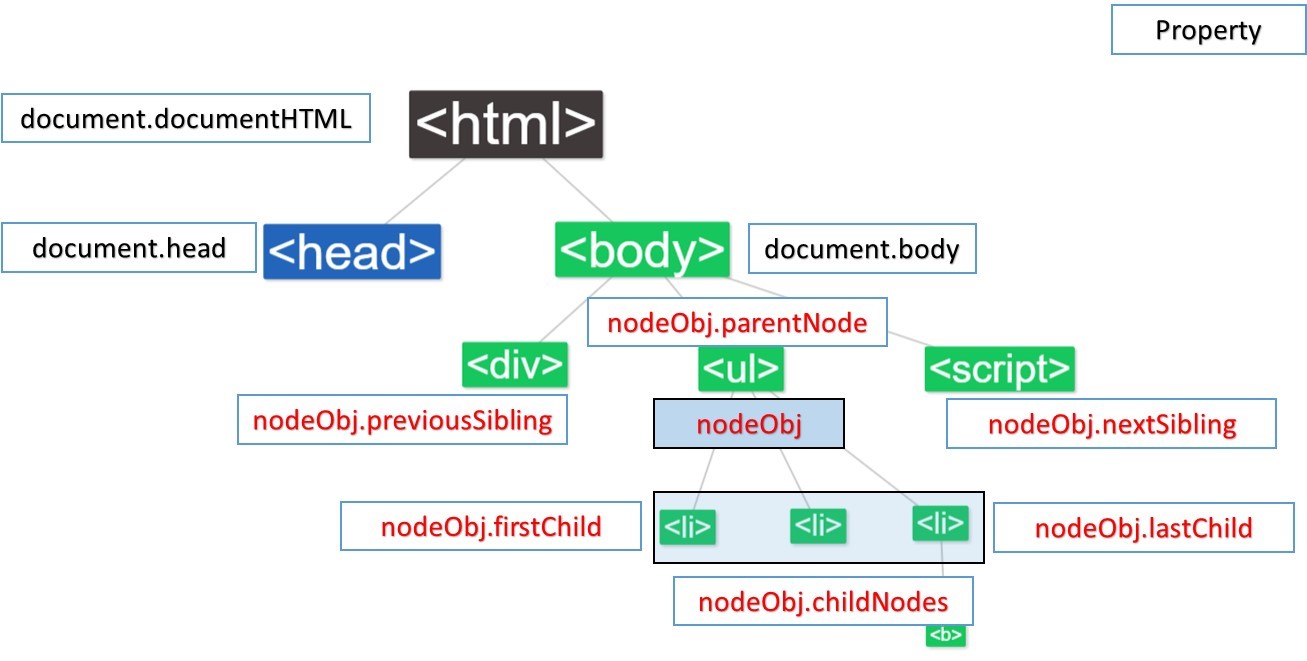 Property
document.documentHTML
<html>
document.head
<head>
<body>
document.body
nodeObj.parentNode
<div>
<ul>
<script>
nodeObj.previousSibling
nodeObj
nodeObj.nextSibling
nodeObj.firstChild
<li>
<li>
<li>
nodeObj.lastChild
nodeObj.childNodes
<b>